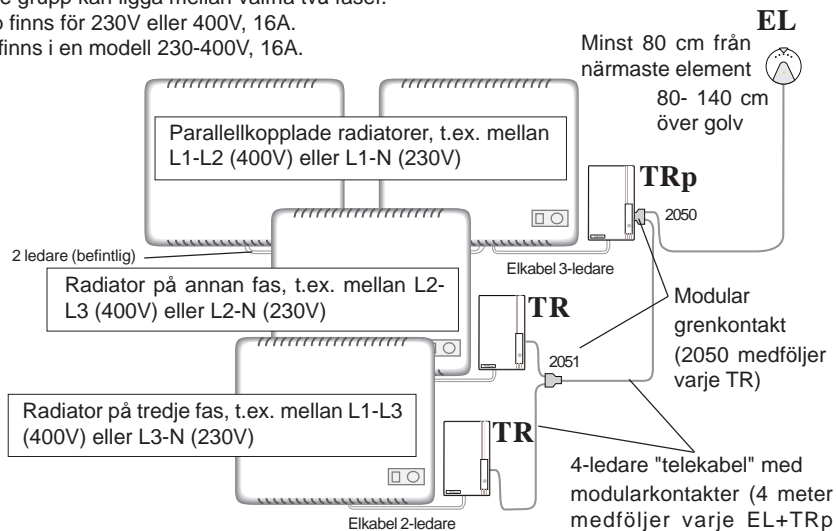 grupp kan ligga mellan valfria två faser.
finns för 230V eller 400V, 16A.
finns i en modell 230-400V, 16A.
EL
Minst 80 cm från
närmaste element
80- 140 cm
över golv
Parallellkopplade radiatorer, t.ex. mellan
L1-L2 (400V) eller L1-N (230V)
TRp
2050
2 ledare (befintlig)
Elkabel 3-ledare
Radiator på annan fas, t.ex. mellan L2-
L3 (400V) eller L2-N (230V)
TR
2051
Modular
grenkontakt
(2050 medföljer
varje TR)
Radiator på tredje fas, t.ex. mellan L1-L3
(400V) eller L3-N (230V)
TR
Elkabel 2-ledare
4-ledare "telekabel" med
modularkontakter (4 meter
medföljer varje EL+TRp